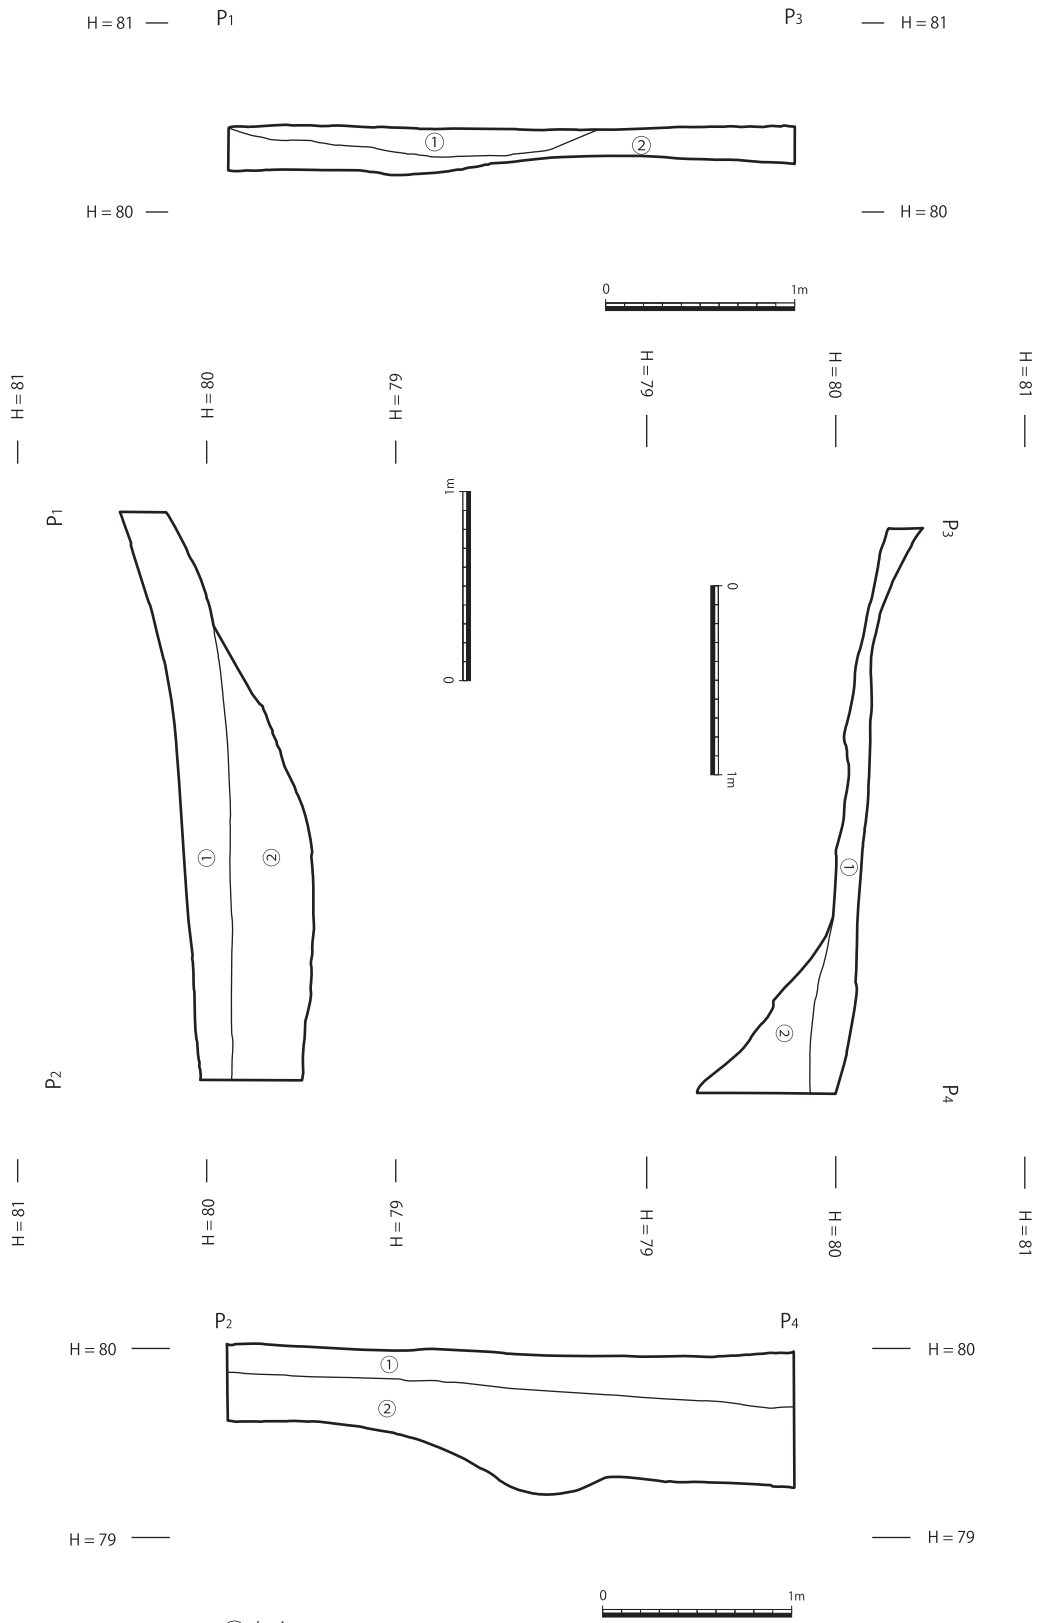 P1 P3
H = 81 H = 81
① ②
H = 80 H = 80
0 1m
H = 81 H = 80 H = 79 H = 79 H = 80 H = 81
P1 1m P3
0
0 1m
① ② ①
②
P2 P4
H = 81 H = 80 H = 79 H = 79 H = 80 H = 81
P2 P4
H = 80 H = 80
①
②
H = 79 H = 79
0 1m